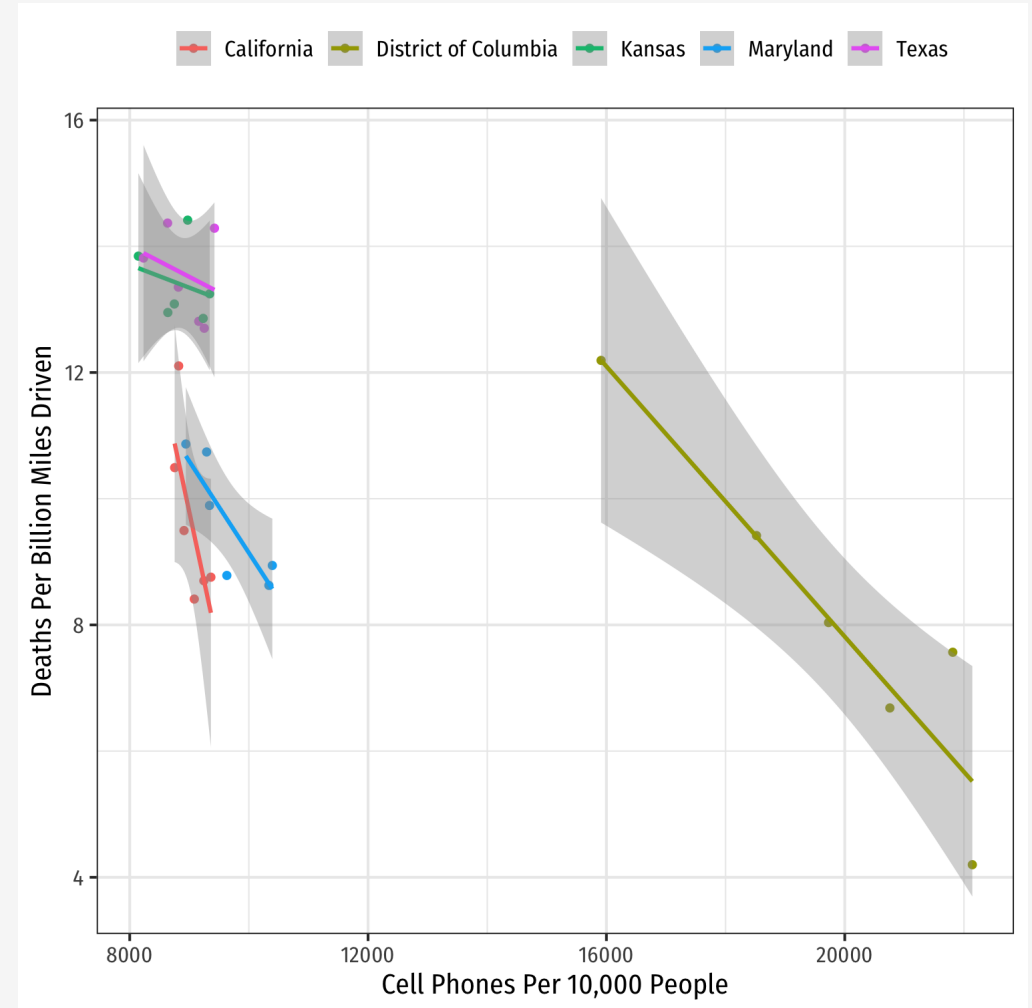 California District of Columbia Kansas Maryland Texas
16
12
8
4
Deaths Per Billion Miles Driven
8000 12000 16000 20000
Cell Phones Per 10,000 People